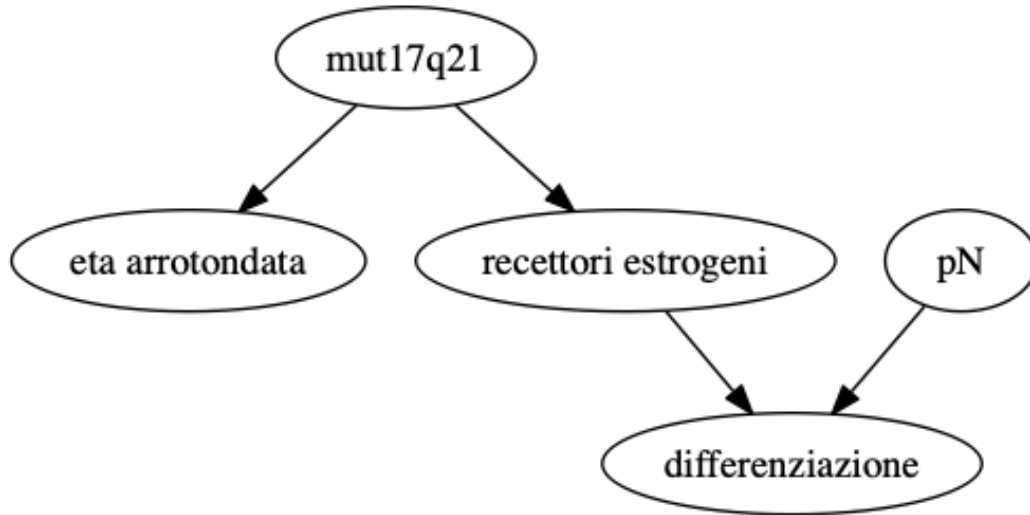 mut17q21
eta arrotondata
recettori estrogeni
pN
differenziazione